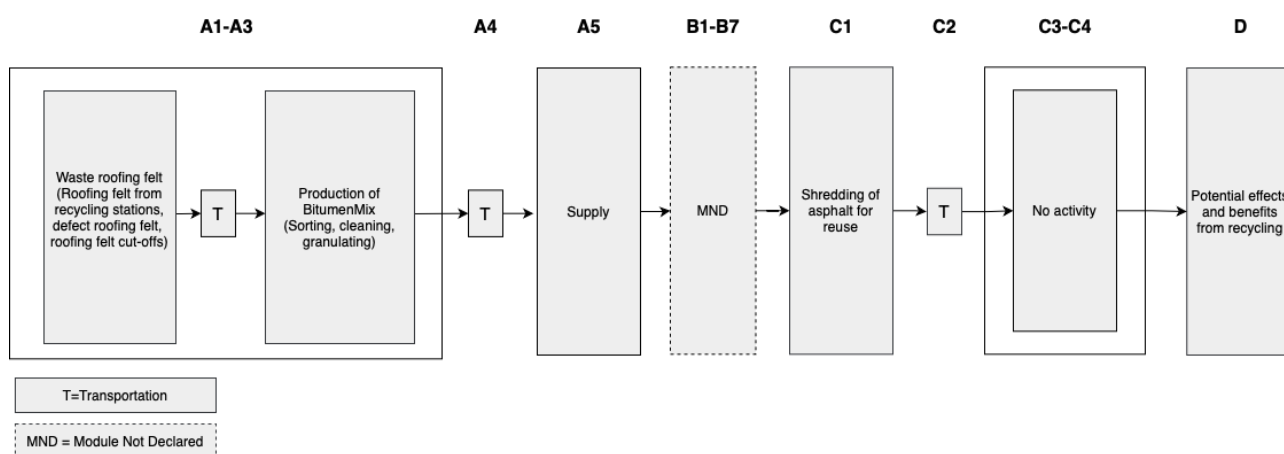 A1-A3
A4
A5
B1-B7
C1
C2
C3-C4
D
Waste roofing felt
(Roofing felt from
recycling stations,
defect roofing felt,
roofing felt cut-offs)
T
Production of
BitumenMix
(Sorting, cleaning,
granulating)
T
Supply
MND
Shredding of
asphalt for
reuse
T
No activity
Potential effects
and benefits
from recycling
T=Transportation
MND = Module Not Declared